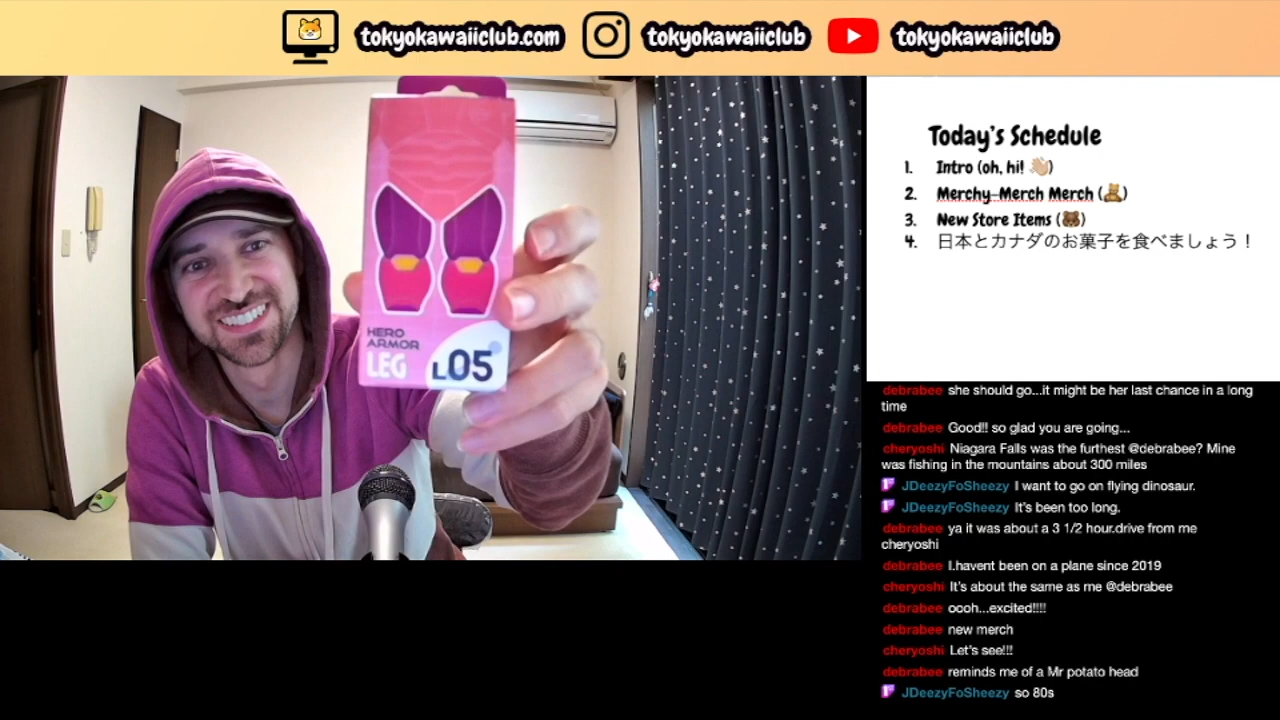 tokyokawaiiclub.com
tokyokawaiiclub
tokyokawaiiclub
HERO
ARMOR
LEG
L05
Today's Schedule
1. Intro (oh, hi! 👋🏼)
2. Merchy-Merch Merch (🧸)
3. New Store Items (🐻)
4. 日本とカナダのお菓子を食べましょう！
debrabee she should go...it might be her last chance in a long
time
debrabee Good!! so glad you are going...
cheryoshi Niagara Falls was the furthest @debrabee? Mine
was fishing in the mountains about 300 miles
JDeezyFoSheezy I want to go on flying dinosaur.
JDeezyFoSheezy It's been too long.
debrabee ya it was about a 3 1/2 hour.drive from me
cheryoshi
debrabee I.havent been on a plane since 2019
cheryoshi It's about the same as me @debrabee
debrabee oooh...excited!!!!
debrabee new merch
cheryoshi Let's see!!!
debrabee reminds me of a Mr potato head
JDeezyFoSheezy so 80s